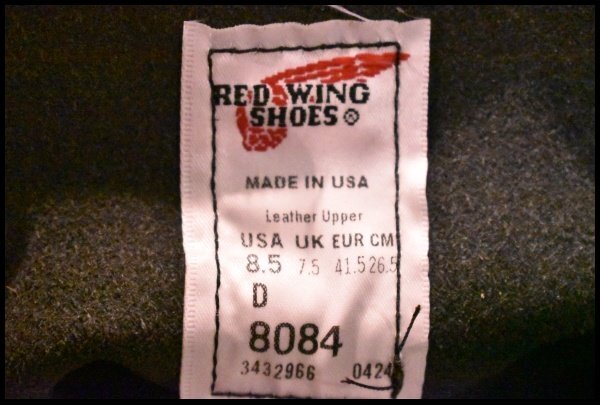 RED WING
SHOES ®
MADE IN USA
Leather Upper
USA UK EUR CM
8.5 7.5 41.5 26.5
D
8084
3432966 0424